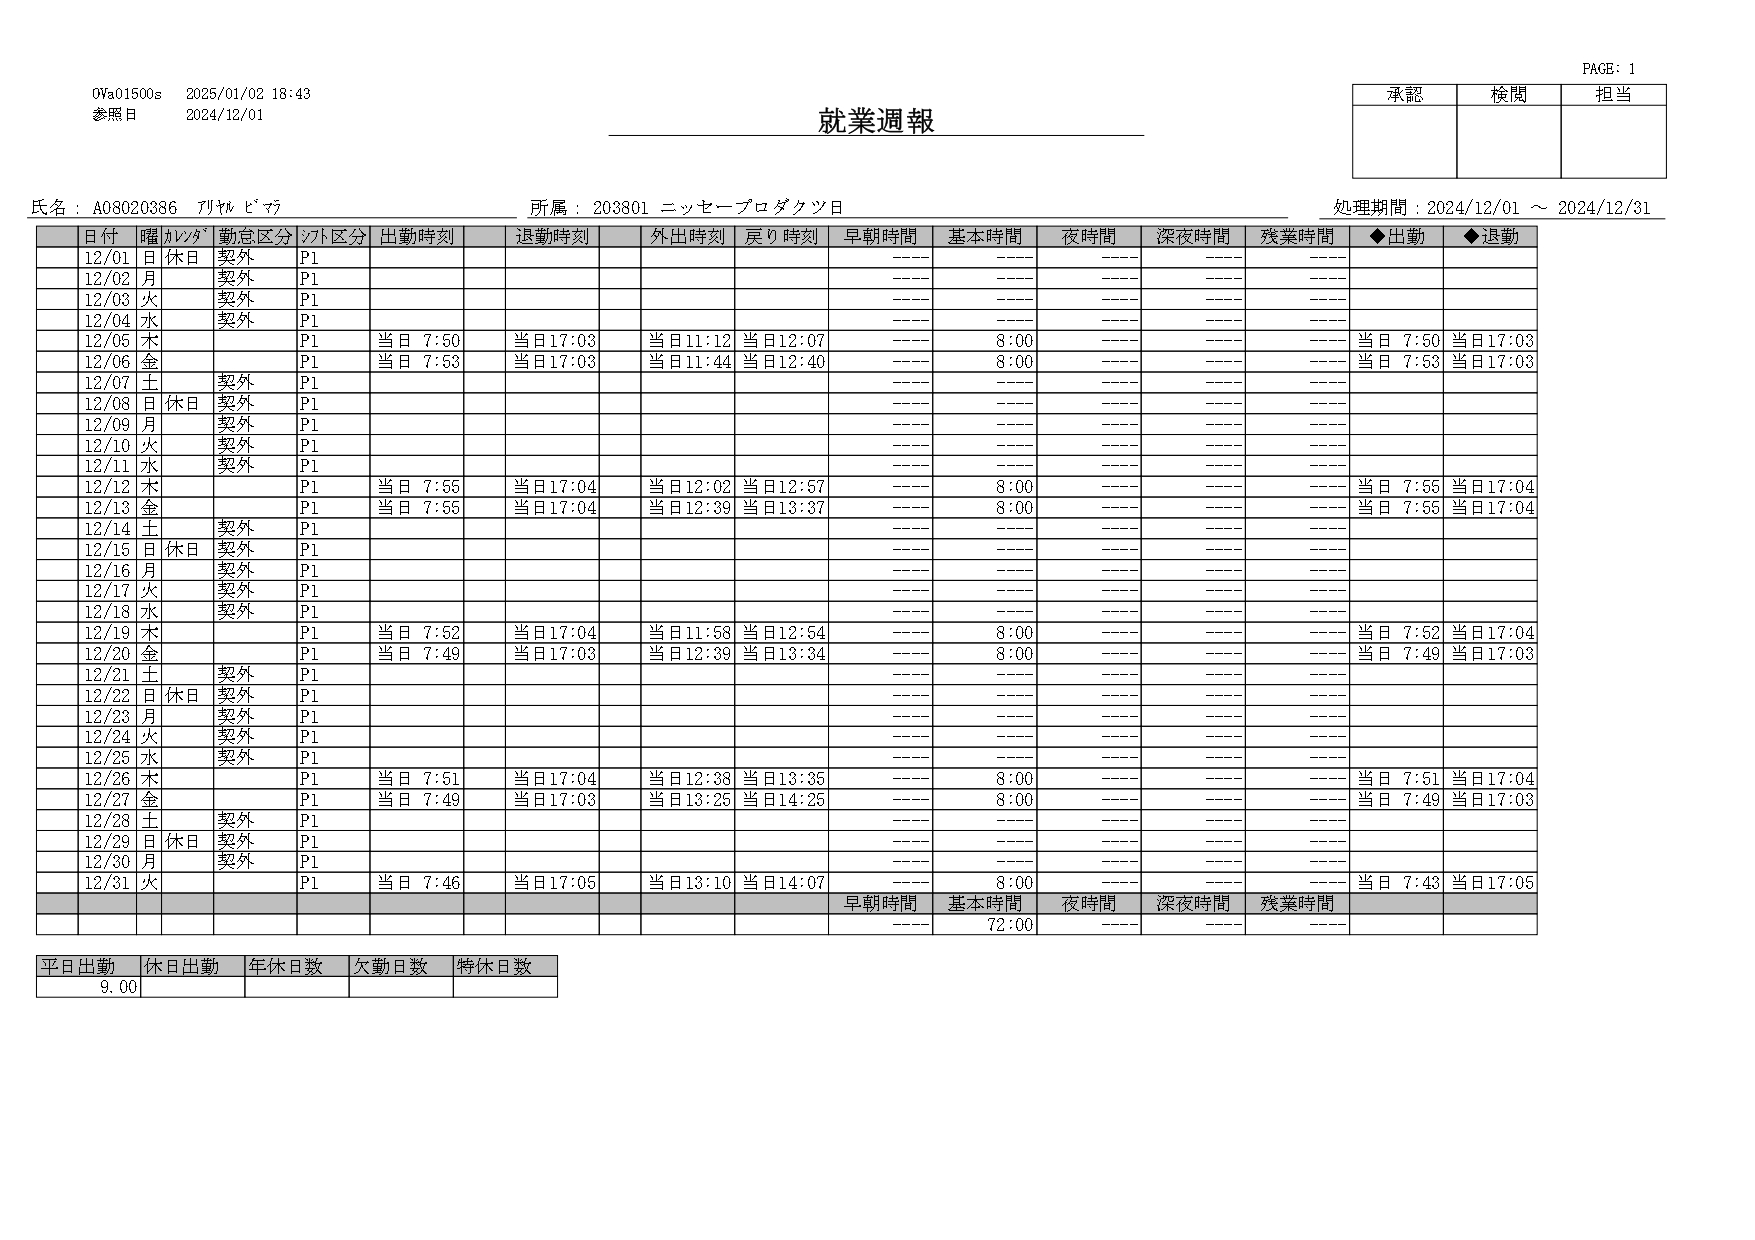 PAGE: 1
OVa01500s 2025/01/02 18:43
参照日 2024/12/01
就業週報
承認 検閲 担当
氏名 : A08020386 ｱﾘﾔﾙ ﾋﾞﾏﾗ 所属 : 203801 ニッセープロダクツ日 処理期間 : 2024/12/01 ～ 2024/12/31
日付 曜 ｶﾚﾝﾀﾞ 勤怠区分 ｼﾌﾄ区分 出勤時刻 退勤時刻 外出時刻 戻り時刻 早朝時間 基本時間 夜時間 深夜時間 残業時間 ◆出勤 ◆退勤
12/01 日 休日 契外 P1 ---- ---- ---- ---- ----
12/02 月 契外 P1 ---- ---- ---- ---- ----
12/03 火 契外 P1 ---- ---- ---- ---- ----
12/04 水 契外 P1 ---- ---- ---- ---- ----
12/05 木 P1 当日 7:50 当日17:03 当日11:12 当日12:07 ---- 8:00 ---- ---- ---- 当日 7:50 当日17:03
12/06 金 P1 当日 7:53 当日17:03 当日11:44 当日12:40 ---- 8:00 ---- ---- ---- 当日 7:53 当日17:03
12/07 土 契外 P1 ---- ---- ---- ---- ----
12/08 日 休日 契外 P1 ---- ---- ---- ---- ----
12/09 月 契外 P1 ---- ---- ---- ---- ----
12/10 火 契外 P1 ---- ---- ---- ---- ----
12/11 水 契外 P1 ---- ---- ---- ---- ----
12/12 木 P1 当日 7:55 当日17:04 当日12:02 当日12:57 ---- 8:00 ---- ---- ---- 当日 7:55 当日17:04
12/13 金 P1 当日 7:55 当日17:04 当日12:39 当日13:37 ---- 8:00 ---- ---- ---- 当日 7:55 当日17:04
12/14 土 契外 P1 ---- ---- ---- ---- ----
12/15 日 休日 契外 P1 ---- ---- ---- ---- ----
12/16 月 契外 P1 ---- ---- ---- ---- ----
12/17 火 契外 P1 ---- ---- ---- ---- ----
12/18 水 契外 P1 ---- ---- ---- ---- ----
12/19 木 P1 当日 7:52 当日17:04 当日11:58 当日12:54 ---- 8:00 ---- ---- ---- 当日 7:52 当日17:04
12/20 金 P1 当日 7:49 当日17:03 当日12:39 当日13:34 ---- 8:00 ---- ---- ---- 当日 7:49 当日17:03
12/21 土 契外 P1 ---- ---- ---- ---- ----
12/22 日 休日 契外 P1 ---- ---- ---- ---- ----
12/23 月 契外 P1 ---- ---- ---- ---- ----
12/24 火 契外 P1 ---- ---- ---- ---- ----
12/25 水 契外 P1 ---- ---- ---- ---- ----
12/26 木 P1 当日 7:51 当日17:04 当日12:38 当日13:35 ---- 8:00 ---- ---- ---- 当日 7:51 当日17:04
12/27 金 P1 当日 7:49 当日17:03 当日13:25 当日14:25 ---- 8:00 ---- ---- ---- 当日 7:49 当日17:03
12/28 土 契外 P1 ---- ---- ---- ---- ----
12/29 日 休日 契外 P1 ---- ---- ---- ---- ----
12/30 月 契外 P1 ---- ---- ---- ---- ----
12/31 火 P1 当日 7:46 当日17:05 当日13:10 当日14:07 ---- 8:00 ---- ---- ---- 当日 7:43 当日17:05
早朝時間 基本時間 夜時間 深夜時間 残業時間
---- 72:00 ---- ---- ----
平日出勤 休日出勤 年休日数 欠勤日数 特休日数
9.00